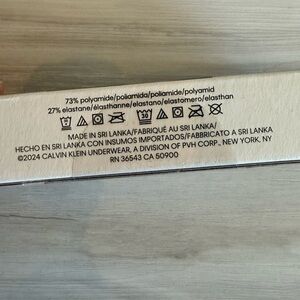 73% polyamide/poliamida/poliamide/polyamid
27% elastane/élasthanne/elastano/elastomero/elasthan
30
MADE IN SRI LANKA/FABRIQUÉ AU SRI LANKA/
HECHO EN SRI LANKA CON INSUMOS IMPORTADOS/FABBRICATO A SRI LANKA
©2024 CALVIN KLEIN UNDERWEAR, A DIVISION OF PVH CORP., NEW YORK, NY
RN 36543 CA 50900